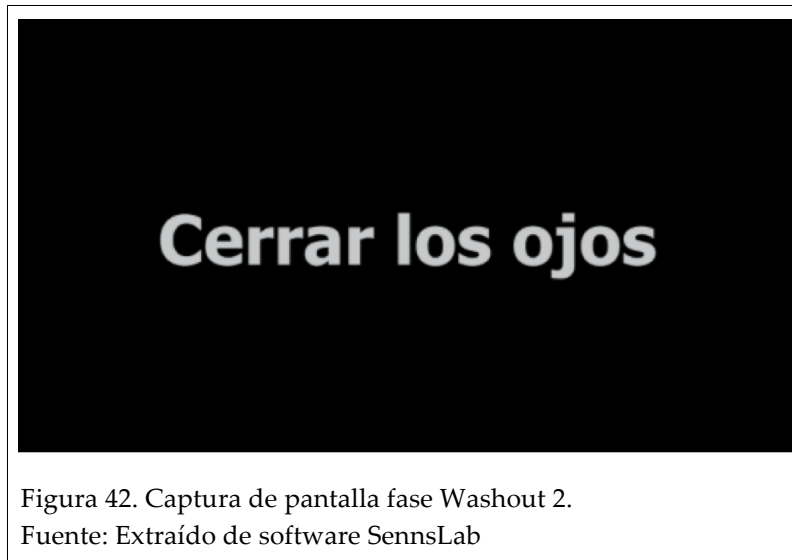 Cerrar los ojos
Figura 42. Captura de pantalla fase Washout 2.
Fuente: Extraído de software SennsLab